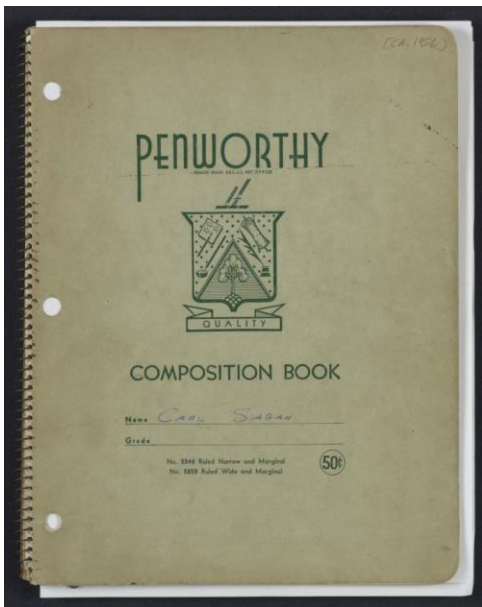 [CA. 1956]
PENWORTHY
TRADE MARK REG. U.S. PAT. OFFICE
QUALITY
COMPOSITION BOOK
Name Carl Sagan
Grade
No. 5848 Ruled Narrow and Marginal
No. 5858 Ruled Wide and Marginal
50¢